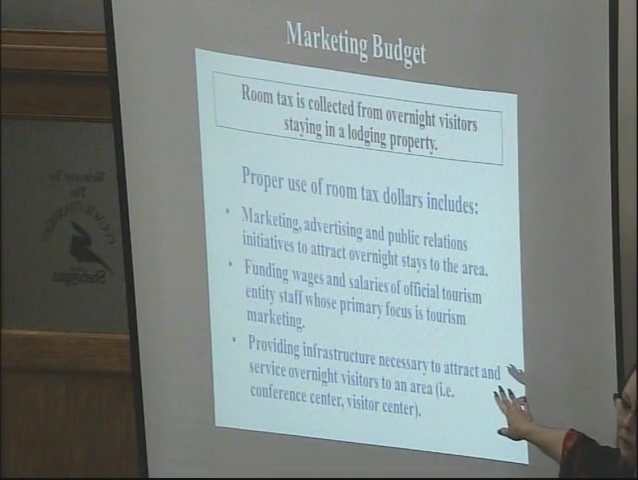 Marketing Budget
Room tax is collected from overnight visitors
staying in a lodging property.
Proper use of room tax dollars includes:
• Marketing, advertising and public relations
initiatives to attract overnight stays to the area.
• Funding wages and salaries of official tourism
entity staff whose primary focus is tourism
marketing.
• Providing infrastructure necessary to attract and
service overnight visitors to an area (i.e.
conference center, visitor center).
Welcome To
The